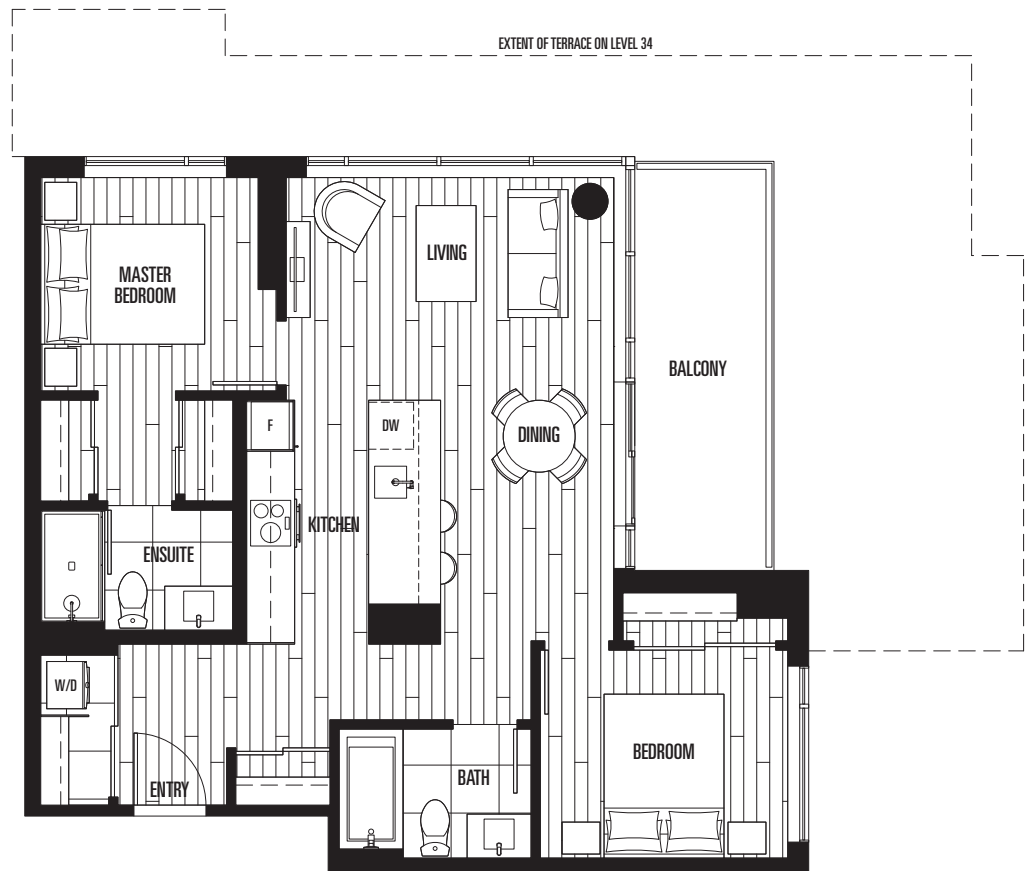 EXTENT OF TERRACE ON LEVEL 34
LIVING
MASTER
BEDROOM
BALCONY
F
DW
DINING
KITCHEN
ENSUITE
W/D
BEDROOM
BATH
ENTRY